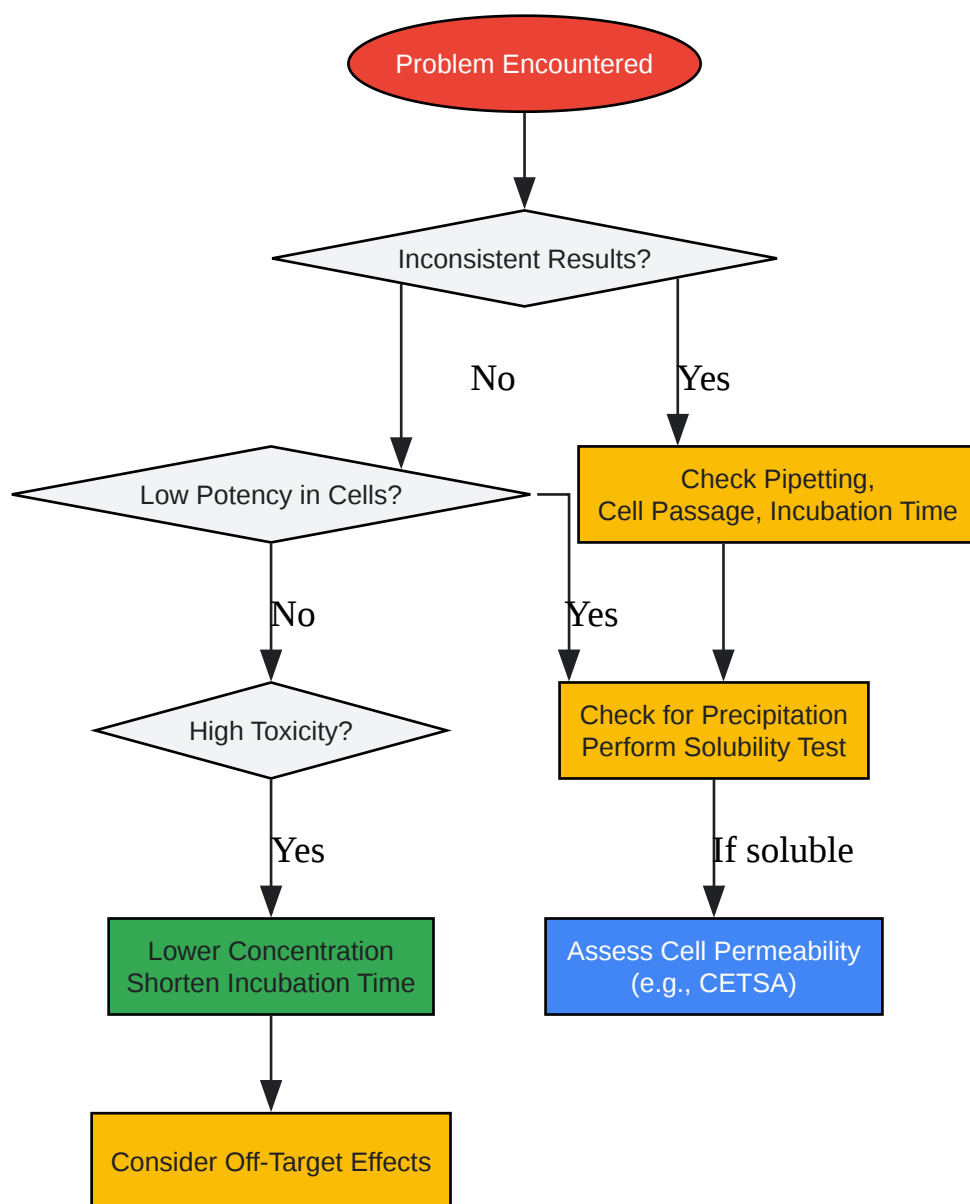 Problem Encountered
Inconsistent Results?
No
Yes
Low Potency in Cells?
Check Pipetting,
Cell Passage, Incubation Time
No
Yes
High Toxicity?
Check for Precipitation
Perform Solubility Test
Yes
If soluble
Lower Concentration
Shorten Incubation Time
Assess Cell Permeability
(e.g., CETSA)
Consider Off-Target Effects